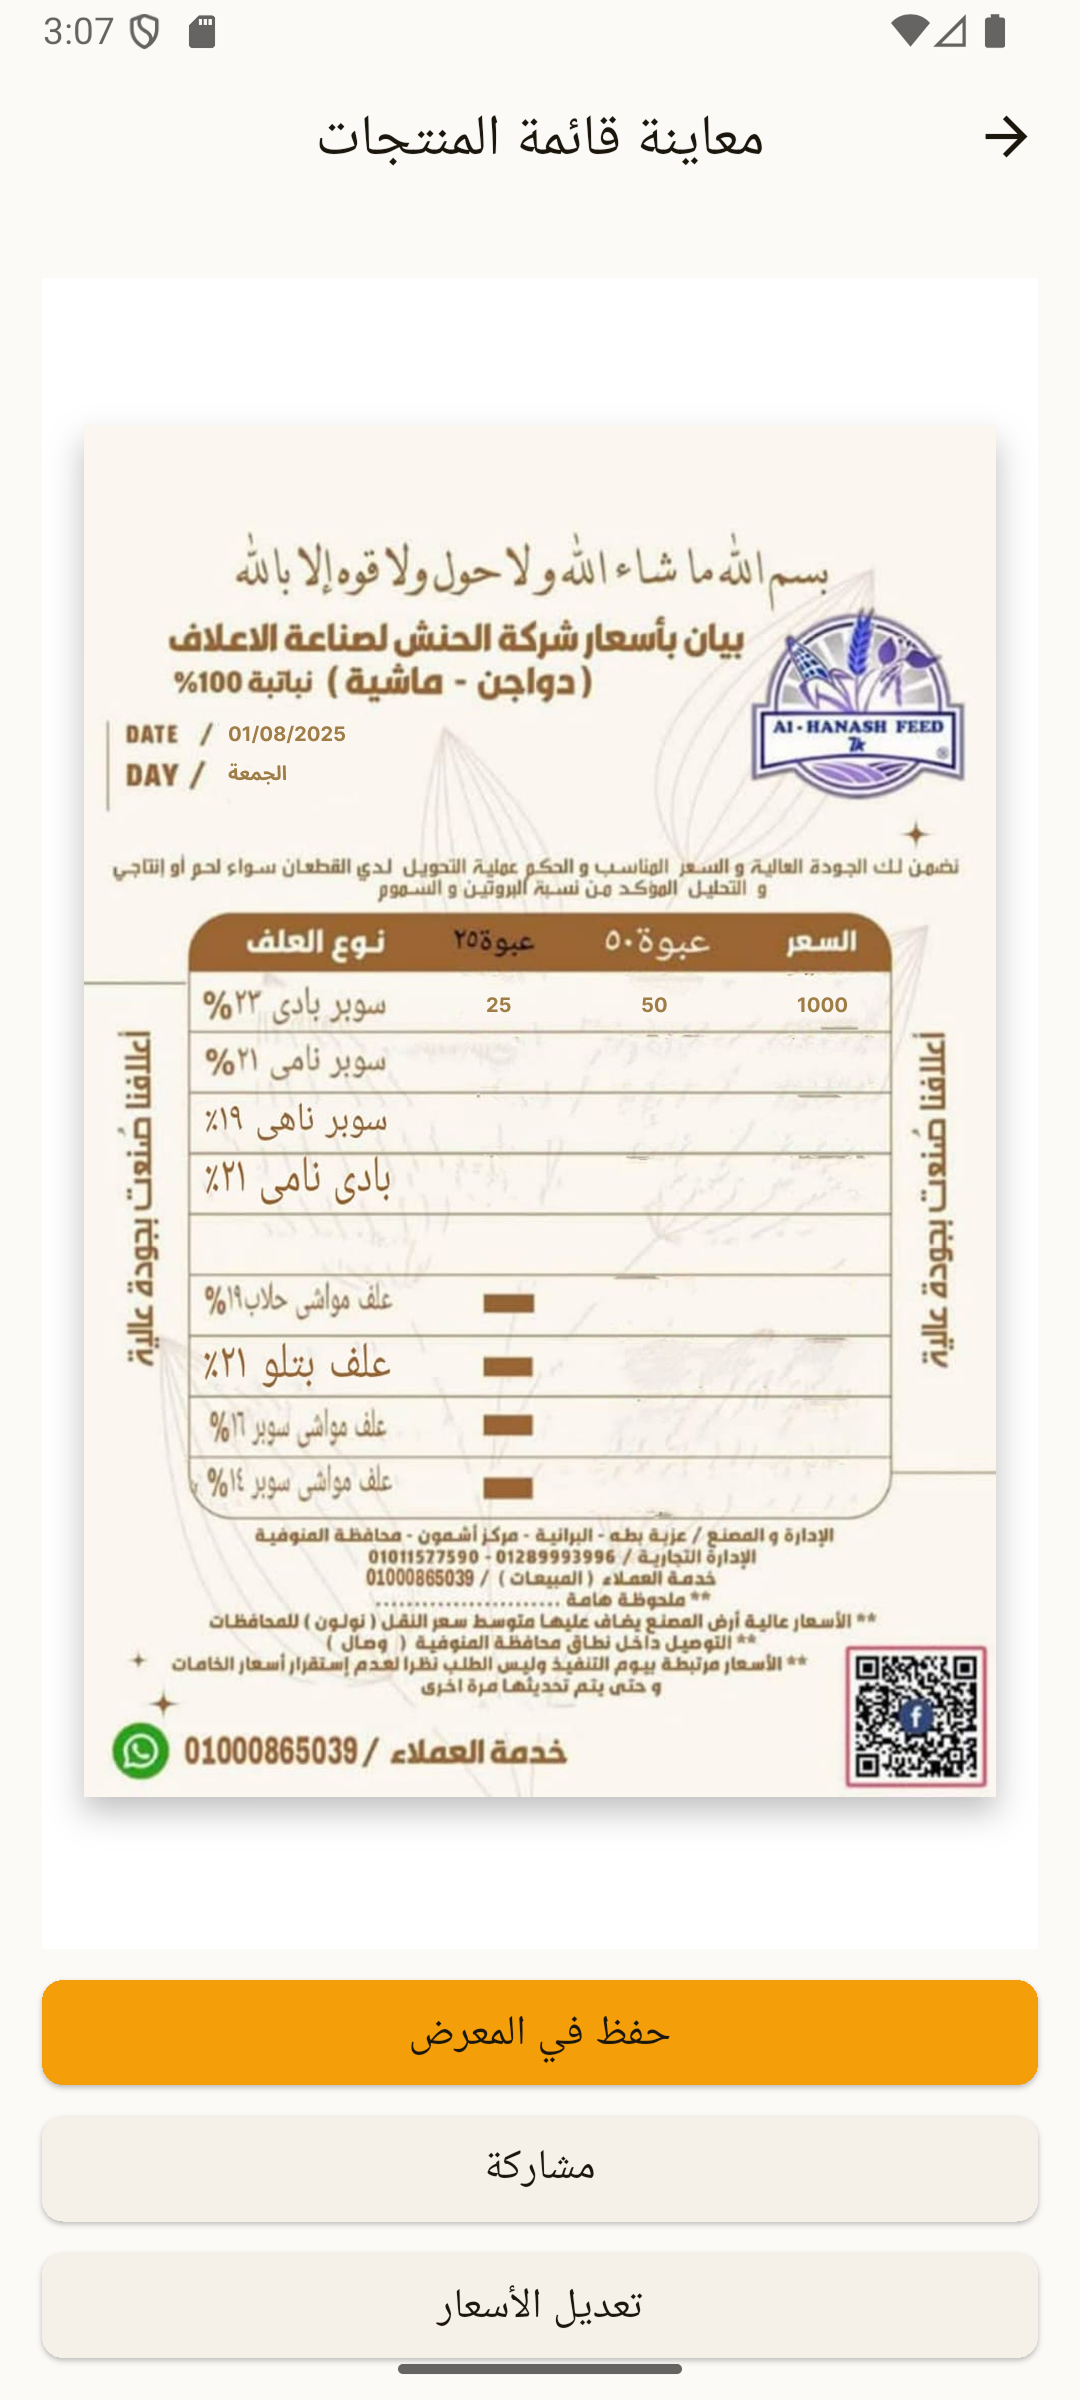 3:07
معاينة قائمة المنتجات
بسم الله ما شاء الله و لا حول ولا قوه إلا بالله
بيان بأسعار شركة الحنش لصناعة الاعلاف
( دواجن - ماشية ) نباتية 100%
Al-HANASH FEED
®
DATE / 01/08/2025
DAY / الجمعة
نضمن لك الجودة العالية و السعر المناسب و الحكم عملية التحويل لدي القطعان سواء لحم أو إنتاجي
و التحليل المؤكد من نسبة البروتين و السموم
نوع العلف عبوة٢٥ عبوة٥٠ السعر
سوبر بادى ٢٣% 25 50 1000
سوبر نامى ٢١%
سوبر ناهى ١٩٪
بادى نامى ٢١٪
علف مواشى حلاب١٩%
علف بتلو ٢١٪
علف مواشى سوبر ١٦%
علف مواشى سوبر ١٤%
أعلافنا صُنعت بجودة عالية
أعلافنا صُنعت بجودة عالية
الإدارة و المصنع / عزبة بطه - البرانية - مركز أشمون - محافظة المنوفية
الإدارة التجارية / 01289993996 - 01011577590
خدمة العملاء ( المبيعات ) / 01000865039
** ملحوظة هامة ........................
** الأسعار عالية أرض المصنع يضاف عليها متوسط سعر النقل ( نولون ) للمحافظات
** التوصيل داخل نطاق محافظة المنوفية ( وصال )
** الأسعار مرتبطة بيوم التنفيذ وليس الطلب نظرا لعدم إستقرار أسعار الخامات
و حتى يتم تحديثها مرة اخرى
خدمة العملاء / 01000865039
حفظ في المعرض
مشاركة
تعديل الأسعار